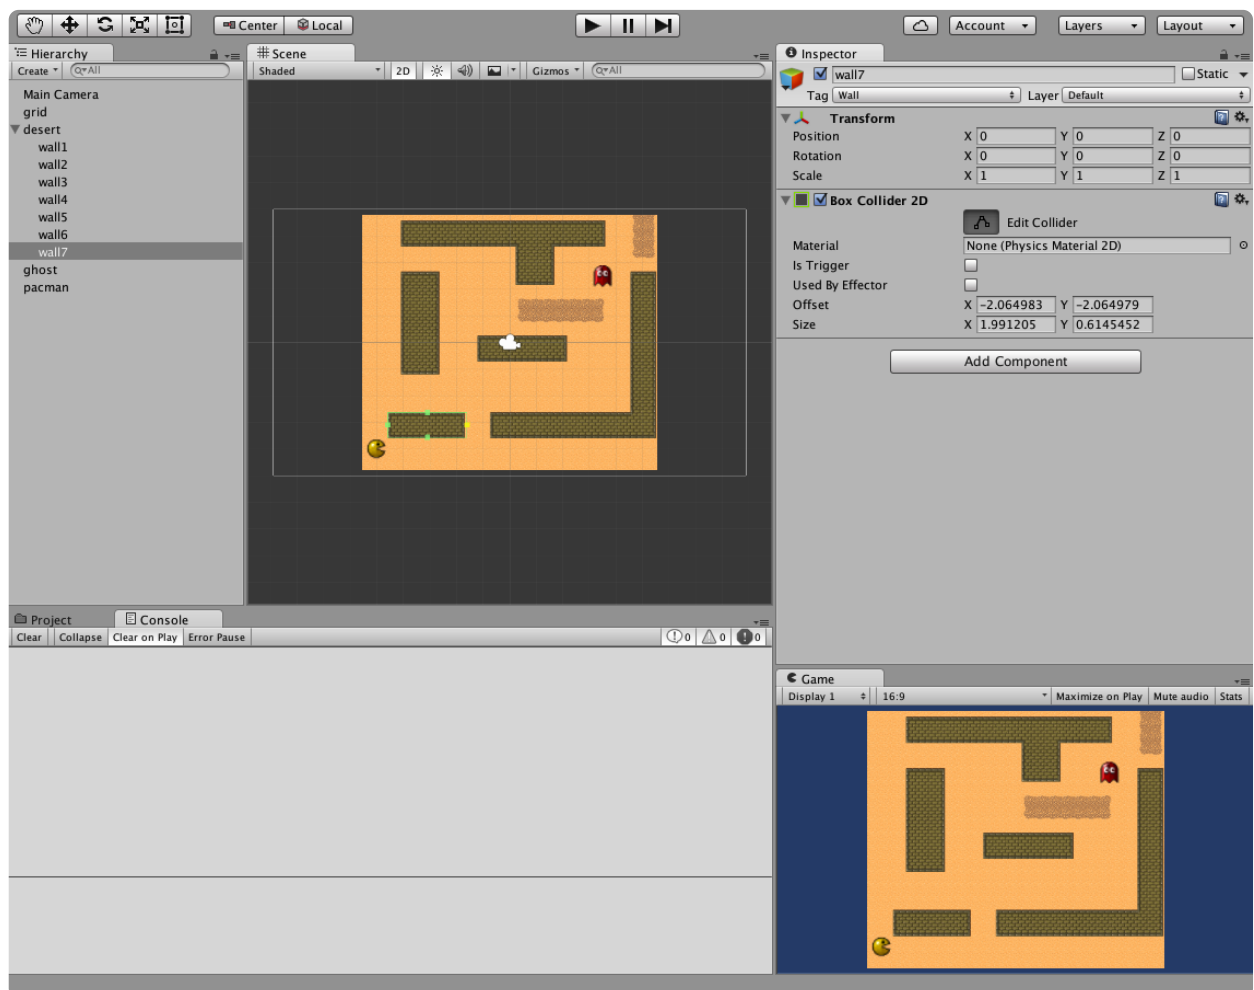 Center Local Account Layers Layout
Hierarchy
Create All
Main Camera
grid
desert
wall1
wall2
wall3
wall4
wall5
wall6
wall7
ghost
pacman
Scene
Shaded 2D Gizmos All
Inspector
wall7 Static
Tag Wall Layer Default
Transform
Position X 0 Y 0 Z 0
Rotation X 0 Y 0 Z 0
Scale X 1 Y 1 Z 1
Box Collider 2D
Edit Collider
Material None (Physics Material 2D)
Is Trigger
Used By Effector
Offset X -2.064983 Y -2.064979
Size X 1.991205 Y 0.6145452
Add Component
Project Console
Clear Collapse Clear on Play Error Pause 0 0 0
Game
Display 1 16:9 Maximize on Play Mute audio Stats